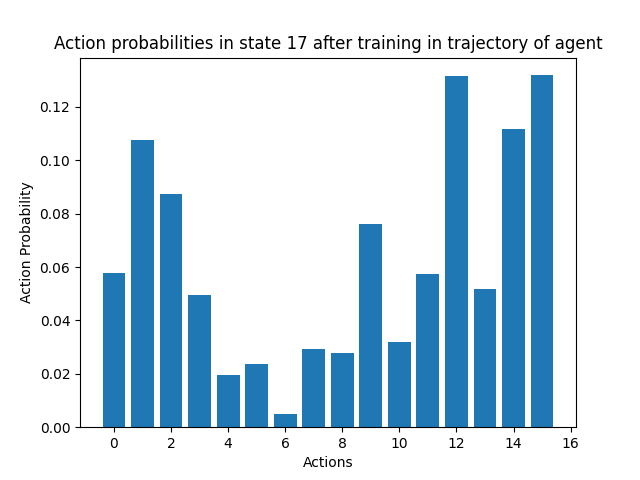 Action probabilities in state 17 after training in trajectory of agent
0.12
0.10
0.08
0.06
0.04
0.02
0.00
Action Probability
0 2 4 6 8 10 12 14 16
Actions